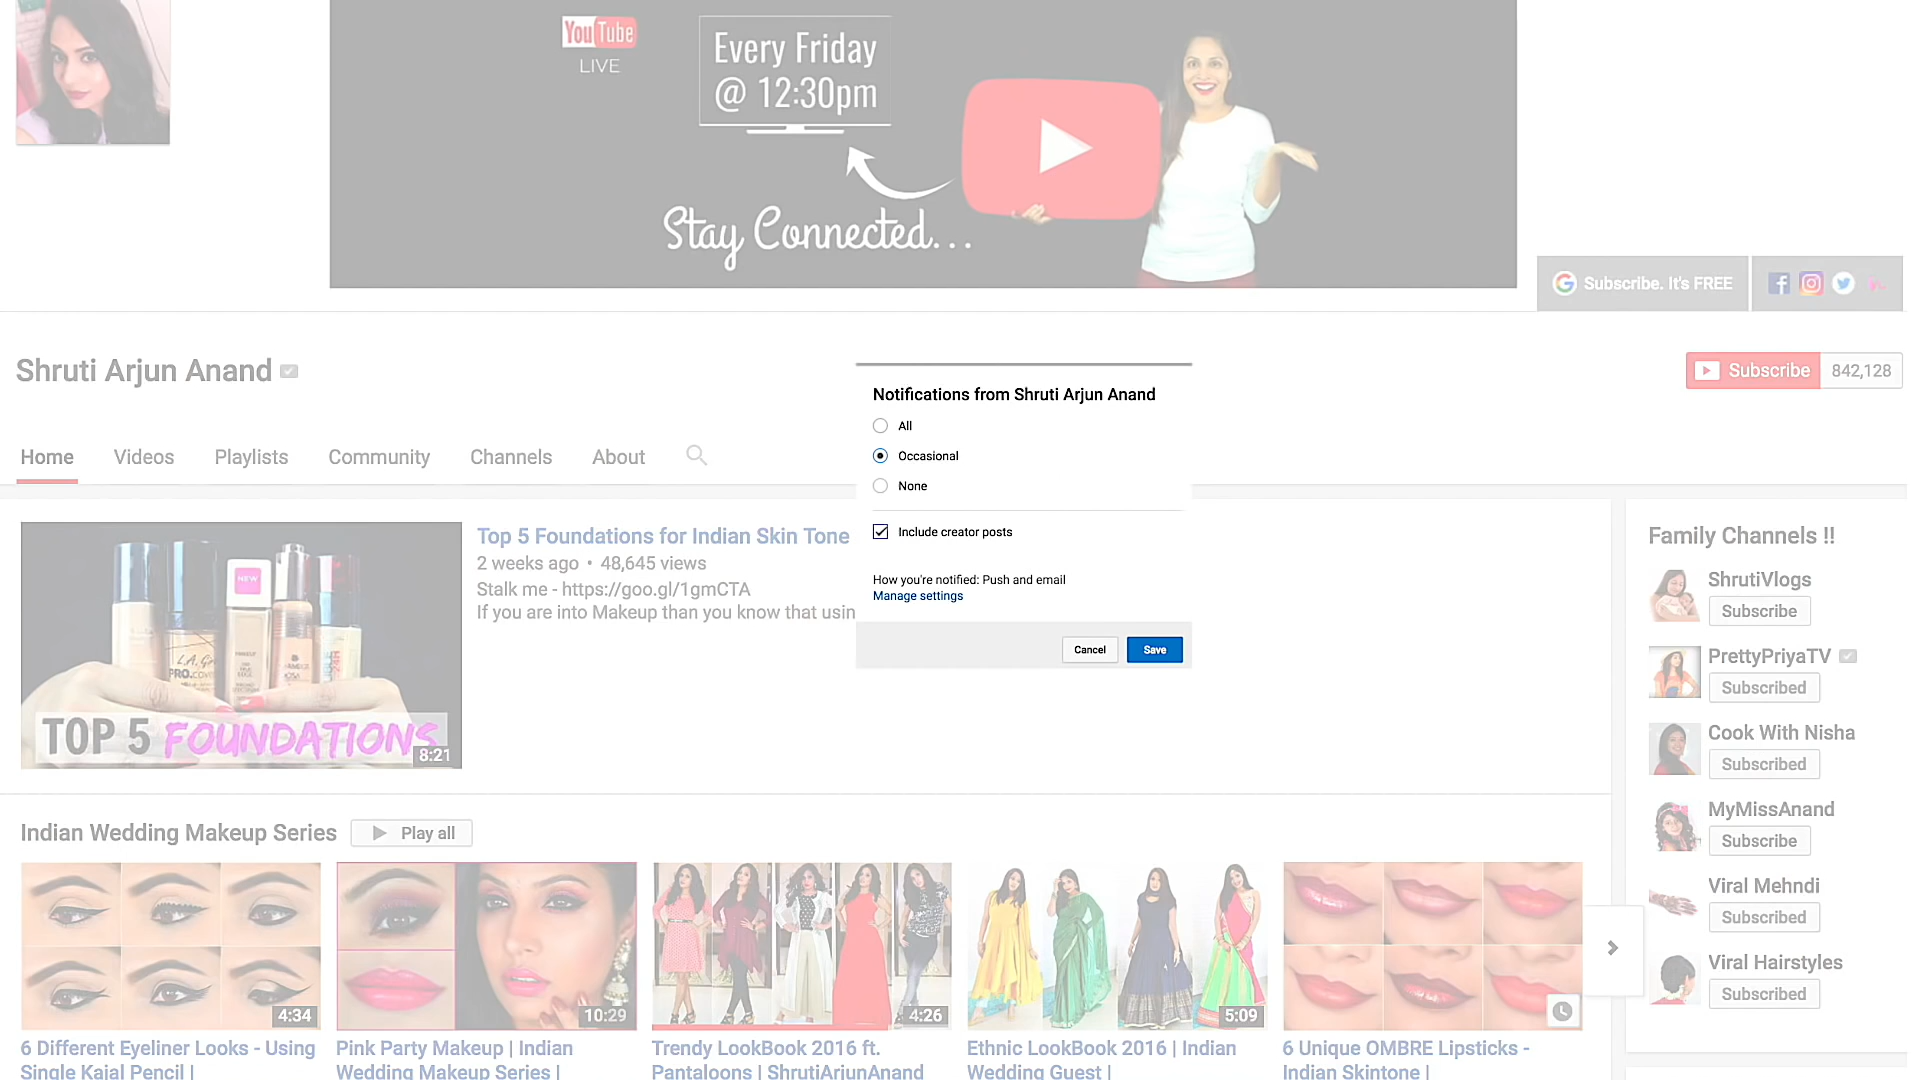 YouTube
LIVE
Every Friday
@ 12:30pm
Stay Connected...
Subscribe. It's FREE
Shruti Arjun Anand
Subscribe 842,128
Home Videos Playlists Community Channels About
Notifications from Shruti Arjun Anand
All
Occasional
None
Include creator posts
How you're notified: Push and email
Manage settings
Cancel Save
Top 5 Foundations for Indian Skin Tone
2 weeks ago • 48,645 views
Stalk me - https://goo.gl/1gmCTA
If you are into Makeup than you know that usin
NEW
L.A.
PRO.
TOP 5 FOUNDATIONS
8:21
Family Channels !!
ShrutiVlogs
Subscribe
PrettyPriyaTV
Subscribed
Cook With Nisha
Subscribed
MyMissAnand
Subscribe
Viral Mehndi
Subscribed
Viral Hairstyles
Subscribed
Indian Wedding Makeup Series Play all
4:34
10:29
4:26
5:09
6 Different Eyeliner Looks - Using
Single Kajal Pencil |
Pink Party Makeup | Indian
Wedding Makeup Series |
Trendy LookBook 2016 ft.
Pantaloons | ShrutiArjunAnand
Ethnic LookBook 2016 | Indian
Wedding Guest |
6 Unique OMBRE Lipsticks -
Indian Skintone |